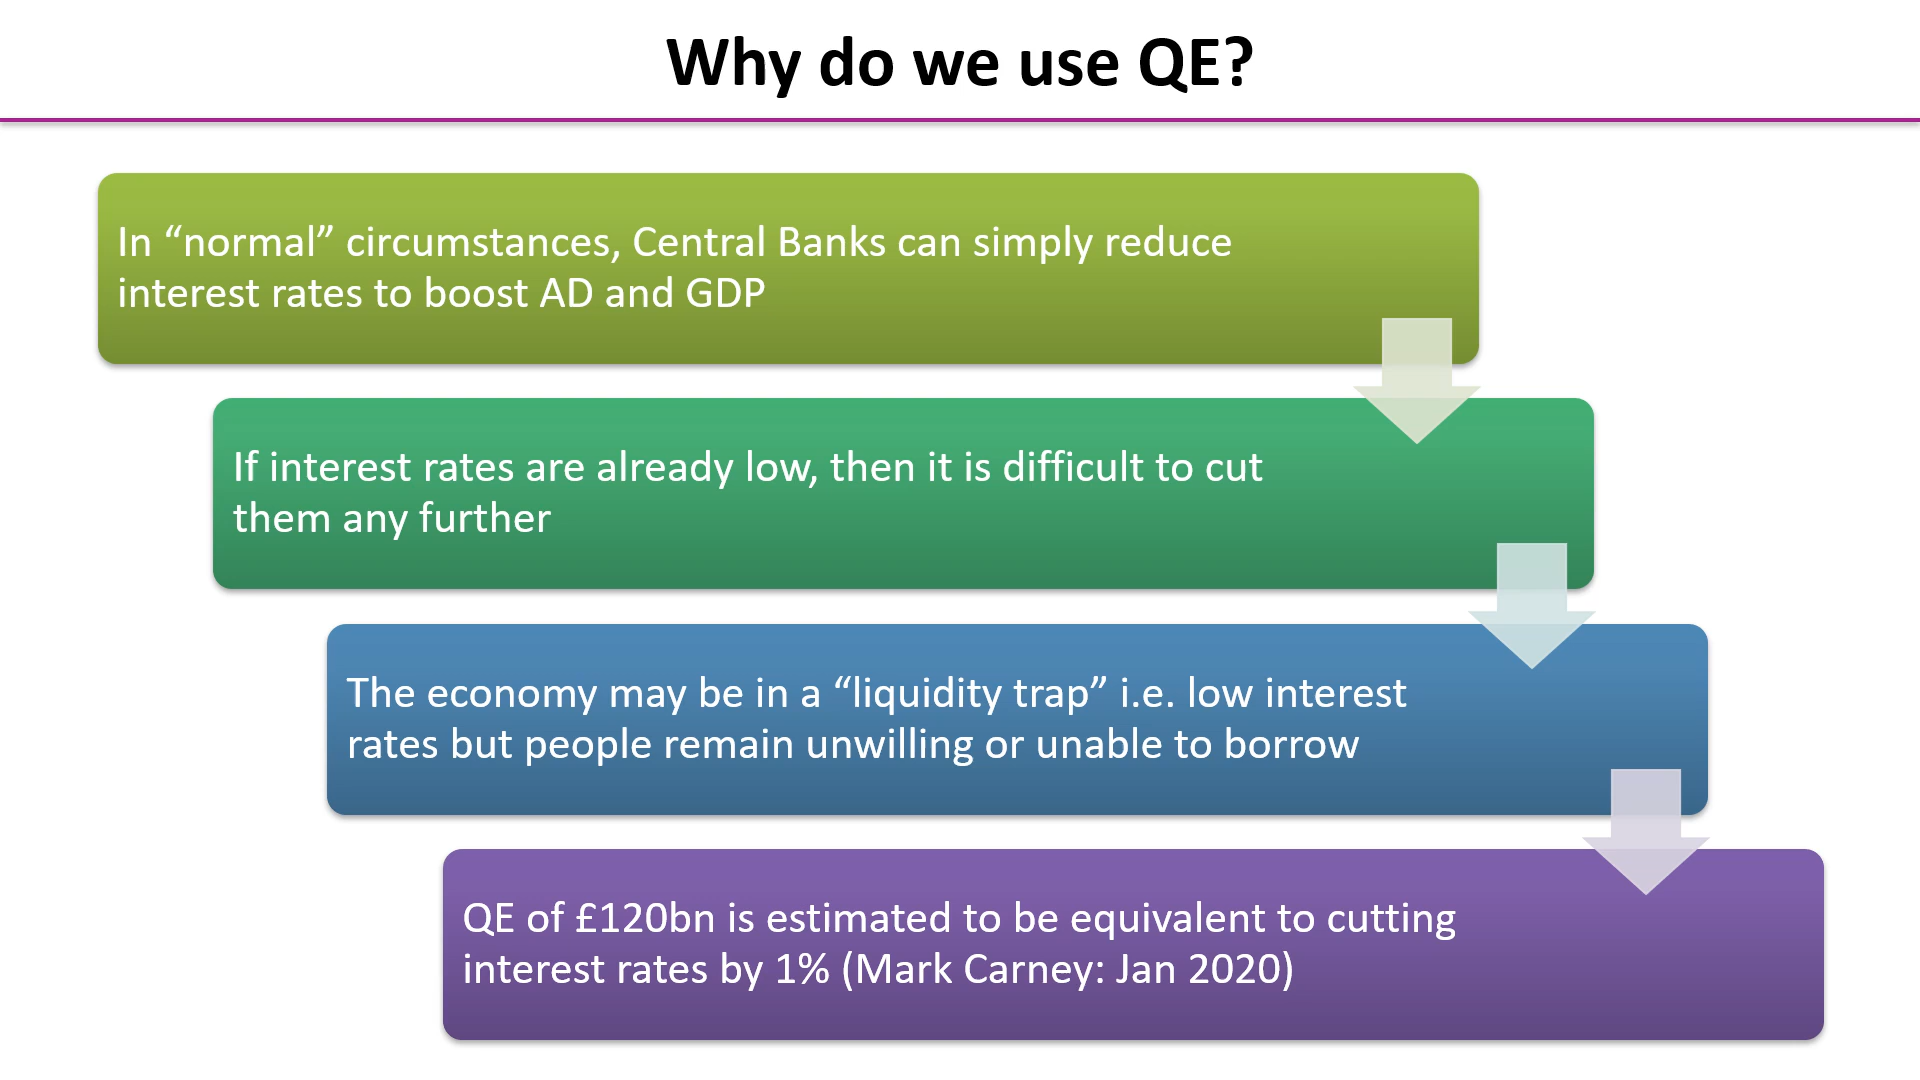 Why do we use QE?
In “normal” circumstances, Central Banks can simply reduce
interest rates to boost AD and GDP
If interest rates are already low, then it is difficult to cut
them any further
The economy may be in a “liquidity trap” i.e. low interest
rates but people remain unwilling or unable to borrow
QE of £120bn is estimated to be equivalent to cutting
interest rates by 1% (Mark Carney: Jan 2020)